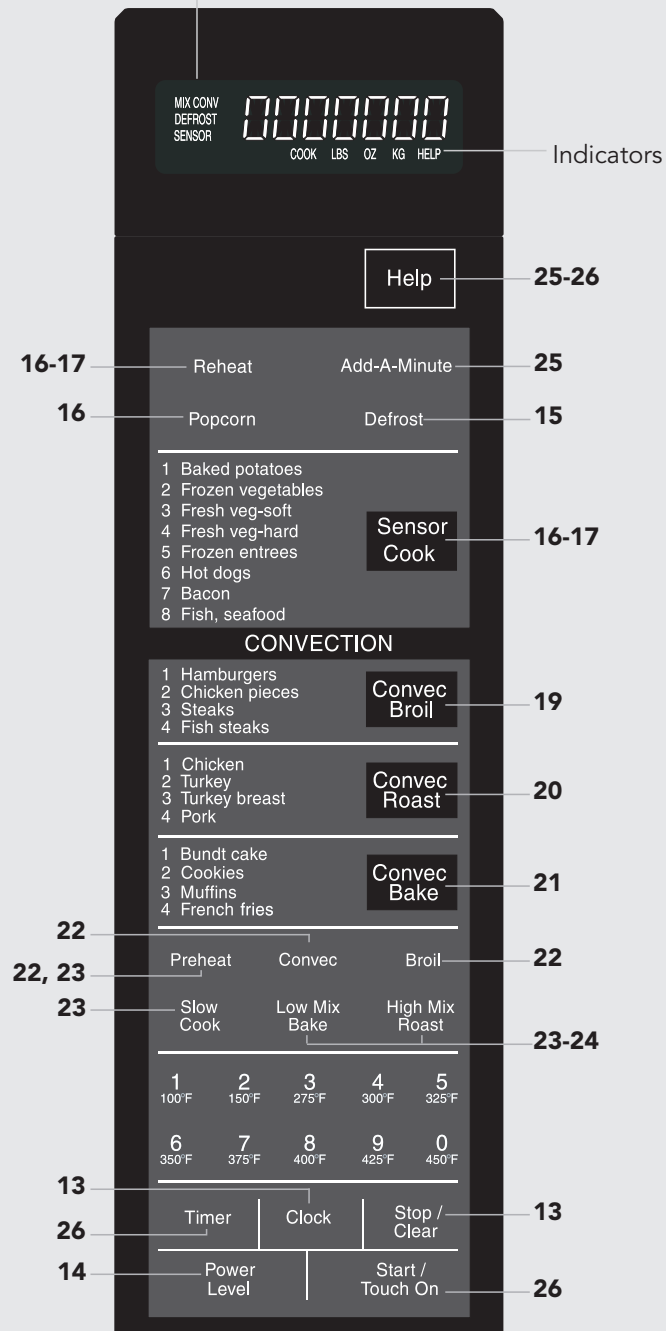 MIX CONV
DEFROST
SENSOR
0000000
COOK LBS OZ KG HELP
Indicators
Help
25-26
16-17
Reheat
Add-A-Minute
25
16
Popcorn
Defrost
15
1 Baked potatoes
2 Frozen vegetables
3 Fresh veg-soft
4 Fresh veg-hard
5 Frozen entrees
6 Hot dogs
7 Bacon
8 Fish, seafood
Sensor
Cook
16-17
CONVECTION
1 Hamburgers
2 Chicken pieces
3 Steaks
4 Fish steaks
Convec
Broil
19
1 Chicken
2 Turkey
3 Turkey breast
4 Pork
Convec
Roast
20
1 Bundt cake
2 Cookies
3 Muffins
4 French fries
Convec
Bake
21
22
22, 23
Preheat
Convec
Broil
22
23
Slow
Cook
Low Mix
Bake
High Mix
Roast
23-24
1 2 3 4 5
100°F 150°F 275°F 300°F 325°F
6 7 8 9 0
350°F 375°F 400°F 425°F 450°F
13
Timer
Clock
Stop /
Clear
13
26
14
Power
Level
Start /
Touch On
26